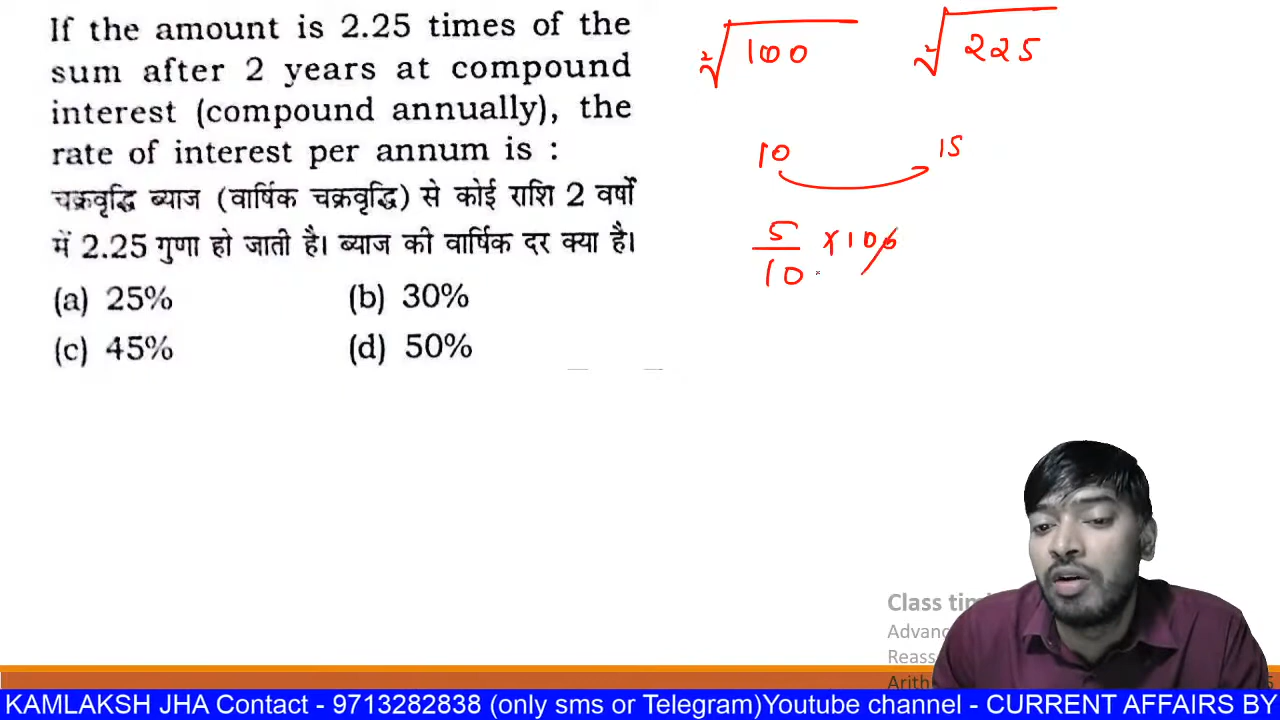 If the amount is 2.25 times of the
sum after 2 years at compound
interest (compound annually), the
rate of interest per annum is :
चक्रवृद्धि ब्याज (वार्षिक चक्रवृद्धि) से कोई राशि 2 वर्षों
में 2.25 गुणा हो जाती है। ब्याज की वार्षिक दर क्या है।
(a) 25% (b) 30%
(c) 45% (d) 50%
2√100 2√225
10 15
5/10 × 100
Class
Advanc
Reas
Arith
KAMLAKSH JHA Contact - 9713282838 (only sms or Telegram)Youtube channel - CURRENT AFFAIRS BY